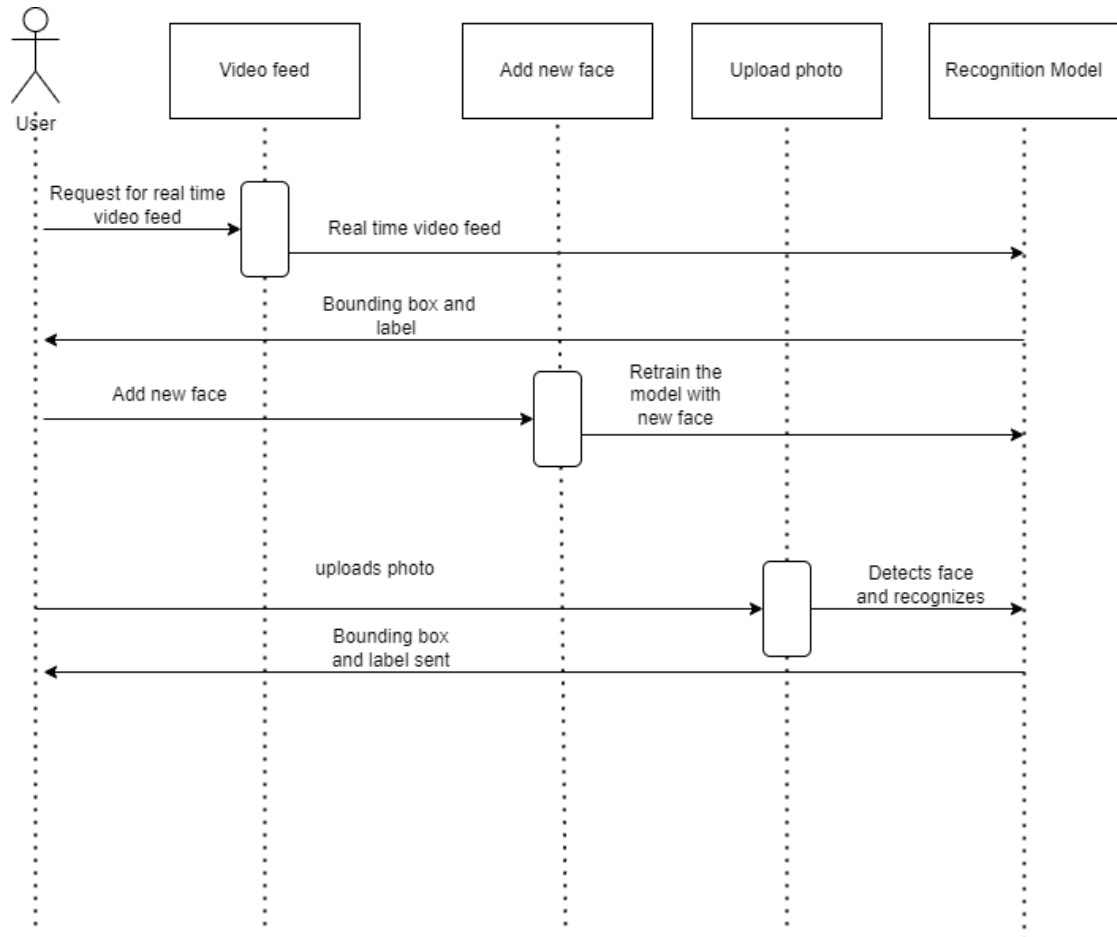 Video feed
Add new face
Upload photo
Recognition Model
User
Request for real time
video feed
Real time video feed
Bounding box and
label
Add new face
Retrain the
model with
new face
uploads photo
Detects face
and recognizes
Bounding box
and label sent